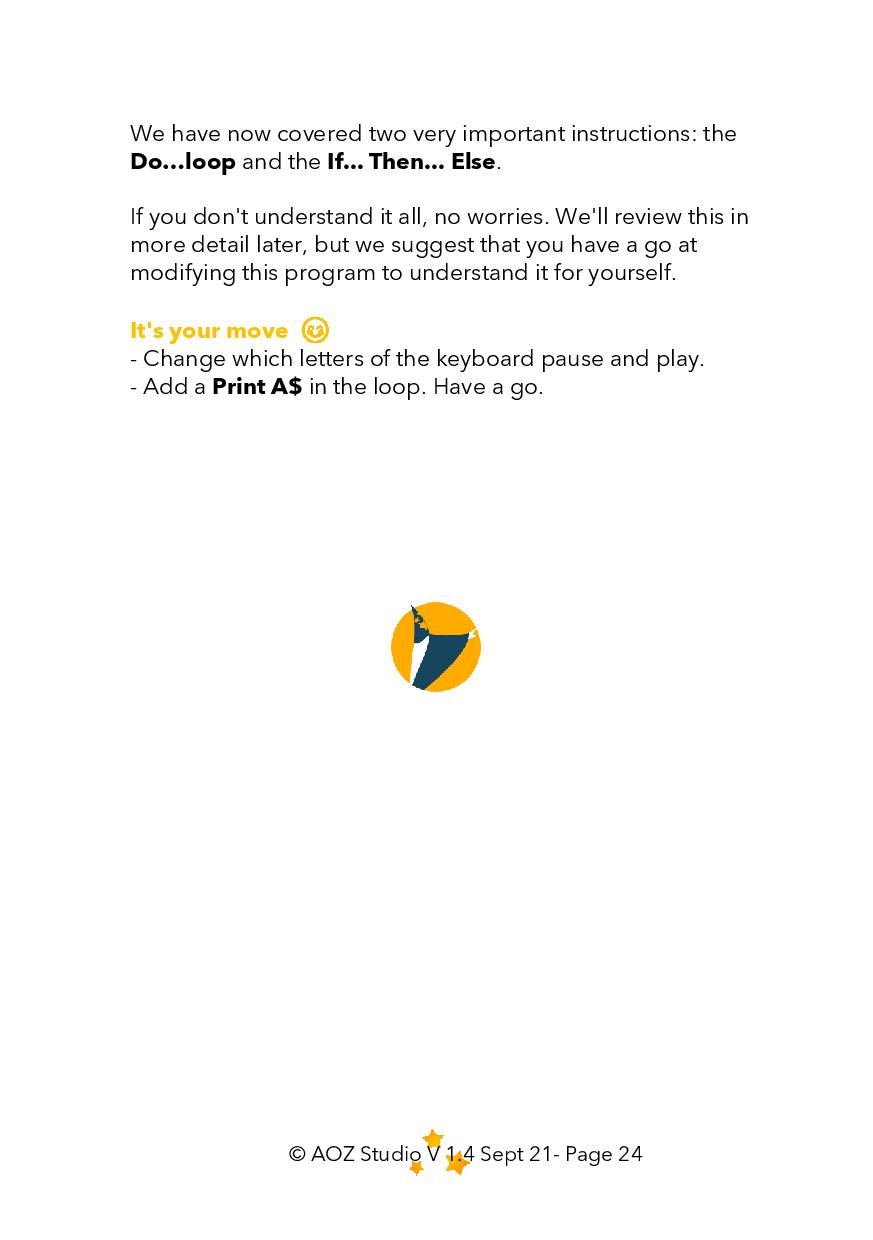 We have now covered two very important instructions: the
Do...loop and the If... Then... Else.
If you don't understand it all, no worries. We'll review this in
more detail later, but we suggest that you have a go at
modifying this program to understand it for yourself.
It's your move
- Change which letters of the keyboard pause and play.
- Add a Print A$ in the loop. Have a go.
© AOZ Studio V 1.4 Sept 21- Page 24